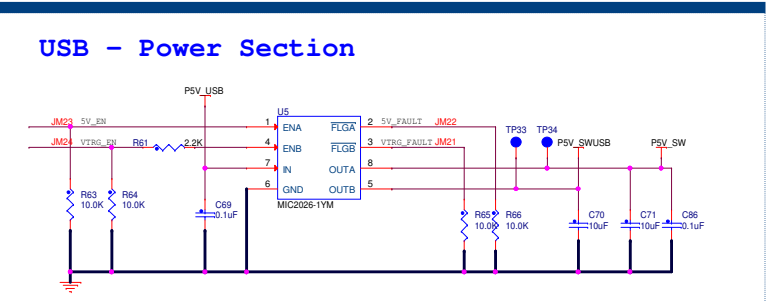 USB - Power Section
P5V_USB
U5
JM23 5V_EN 1 ENA FLGA 2 5V_FAULT JM22 TP33 TP34
JM24 VTRG_EN R61 2.2K 4 ENB FLGB 3 VTRG_FAULT JM21 P5V_SWUSB P5V_SW
7 IN OUTA 8
6 GND OUTB 5
MIC2026-1YM
R63 10.0K
R64 10.0K
C69 0.1uF
R65 10.0K
R66 10.0K
C70 10uF
C71 10uF
C86 0.1uF